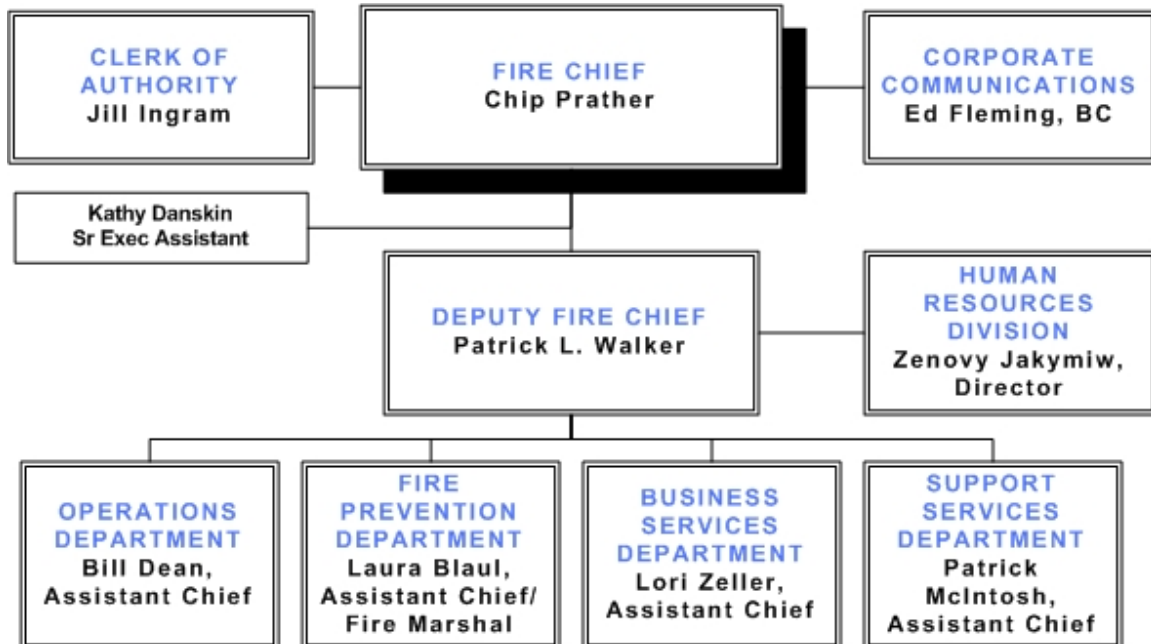 CLERK OF
AUTHORITY
Jill Ingram
FIRE CHIEF
Chip Prather
CORPORATE
COMMUNICATIONS
Ed Fleming, BC
Kathy Danskin
Sr Exec Assistant
DEPUTY FIRE CHIEF
Patrick L. Walker
HUMAN
RESOURCES
DIVISION
Zenovy Jakymiw,
Director
OPERATIONS
DEPARTMENT
Bill Dean,
Assistant Chief
FIRE
PREVENTION
DEPARTMENT
Laura Blaul,
Assistant Chief/
Fire Marshal
BUSINESS
SERVICES
DEPARTMENT
Lori Zeller,
Assistant Chief
SUPPORT
SERVICES
DEPARTMENT
Patrick
McIntosh,
Assistant Chief